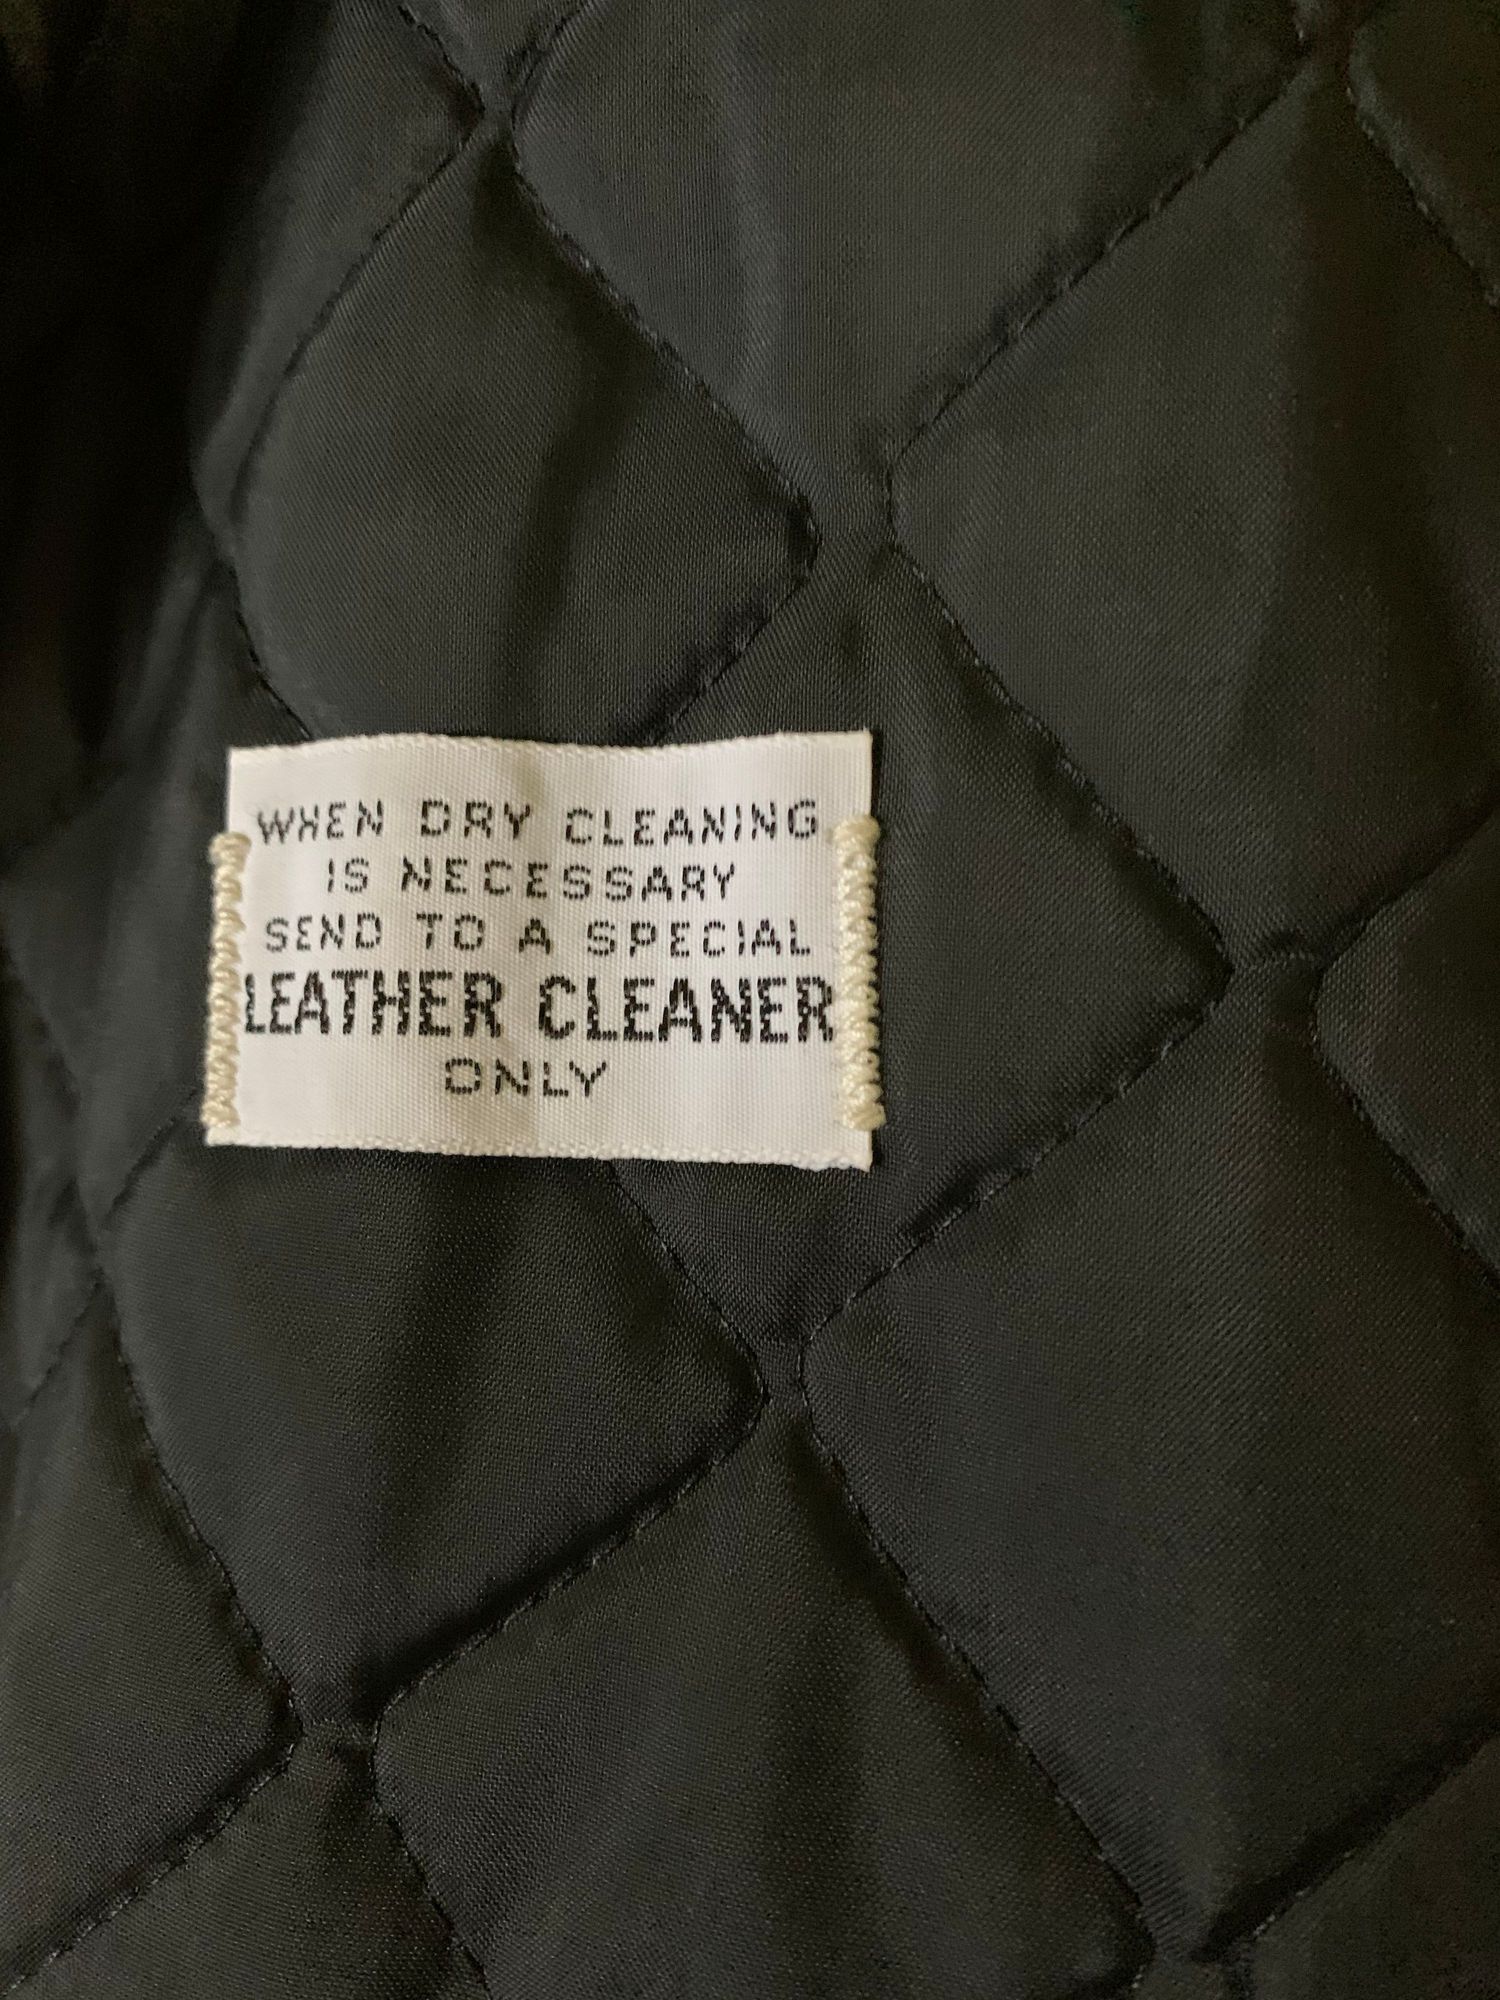 WHEN DRY CLEANING
IS NECESSARY
SEND TO A SPECIAL
LEATHER CLEANER
ONLY